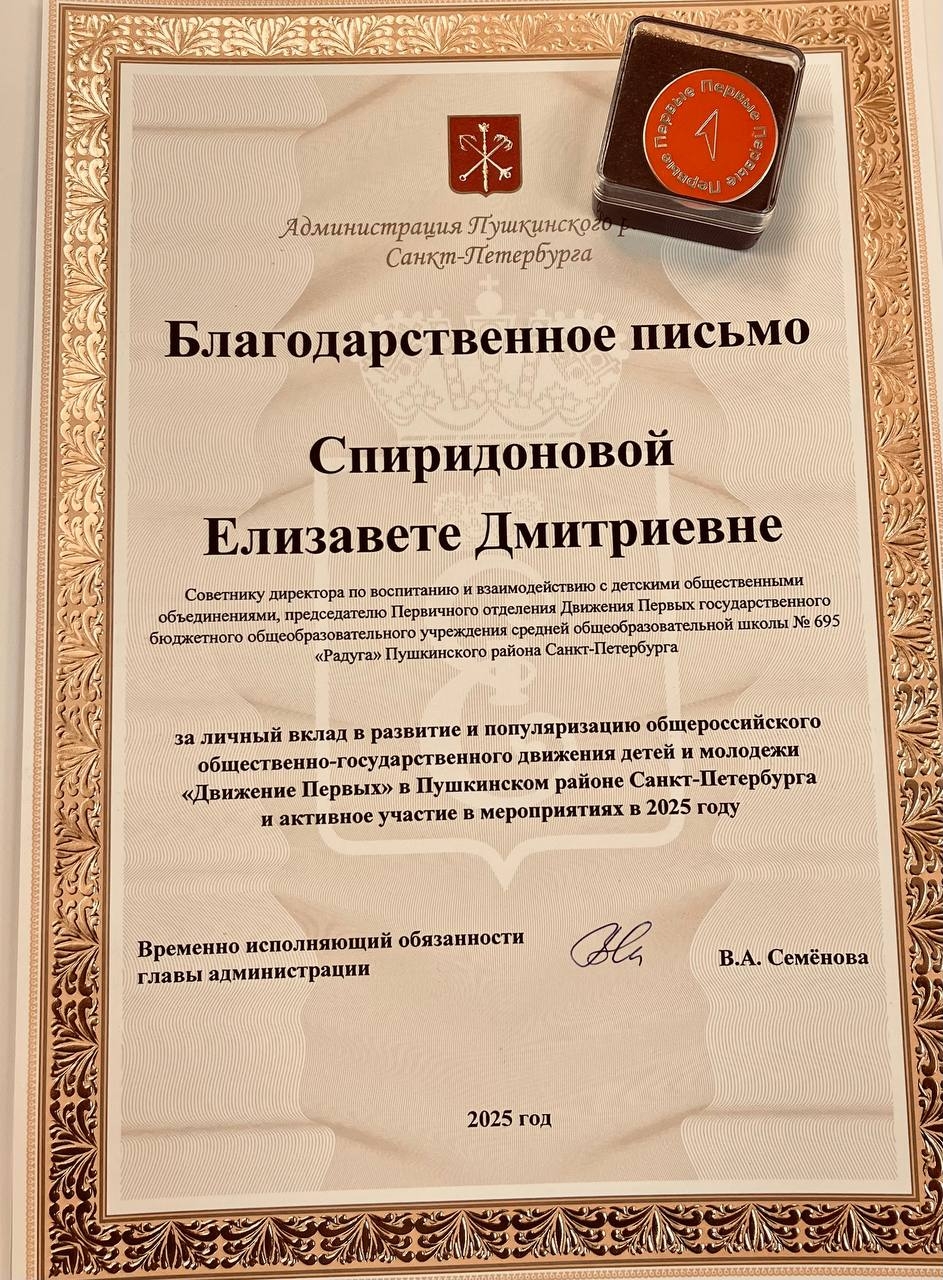 Первые Первые Первые Первые Первые
Администрация Пушкинского
Санкт-Петербурга
Благодарственное письмо
Спиридоновой
Елизавете Дмитриевне
Советнику директора по воспитанию и взаимодействию с детскими общественными
объединениями, председателю Первичного отделения Движения Первых государственного
бюджетного общеобразовательного учреждения средней общеобразовательной школы № 695
«Радуга» Пушкинского района Санкт-Петербурга
за личный вклад в развитие и популяризацию общероссийского
общественно-государственного движения детей и молодежи
«Движение Первых» в Пушкинском районе Санкт-Петербурга
и активное участие в мероприятиях в 2025 году
Временно исполняющий обязанности
главы администрации
В.А. Семёнова
2025 год